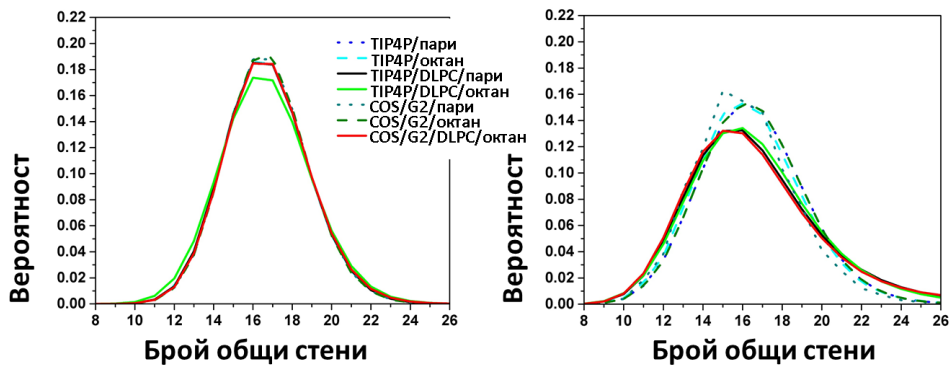 0.22
0.20
0.18
0.16
0.14
0.12
0.10
0.08
0.06
0.04
0.02
0.00
8 10 12 14 16 18 20 22 24 26
Вероятност
Брой общи стени
TIP4P/пари
TIP4P/октан
TIP4P/DLPC/пари
TIP4P/DLPC/октан
COS/G2/пари
COS/G2/октан
COS/G2/DLPC/октан
0.22
0.20
0.18
0.16
0.14
0.12
0.10
0.08
0.06
0.04
0.02
0.00
8 10 12 14 16 18 20 22 24 26
Вероятност
Брой общи стени